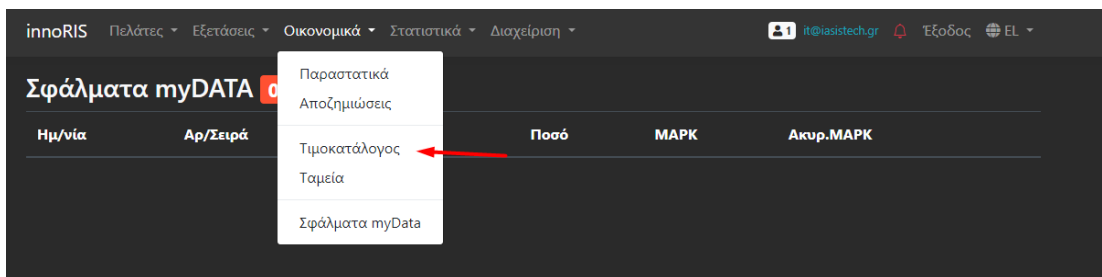 innoRIS Πελάτες Εξετάσεις Οικονομικά Στατιστικά Διαχείριση 1 it@iasistech.gr Έξοδος EL
Παραστατικά
Αποζημιώσεις
Τιμοκατάλογος
Ταμεία
Σφάλματα myData
Σφάλματα myDATA 0
Ημ/νία Αρ/Σειρά Ποσό ΜΑΡΚ Ακυρ.ΜΑΡΚ